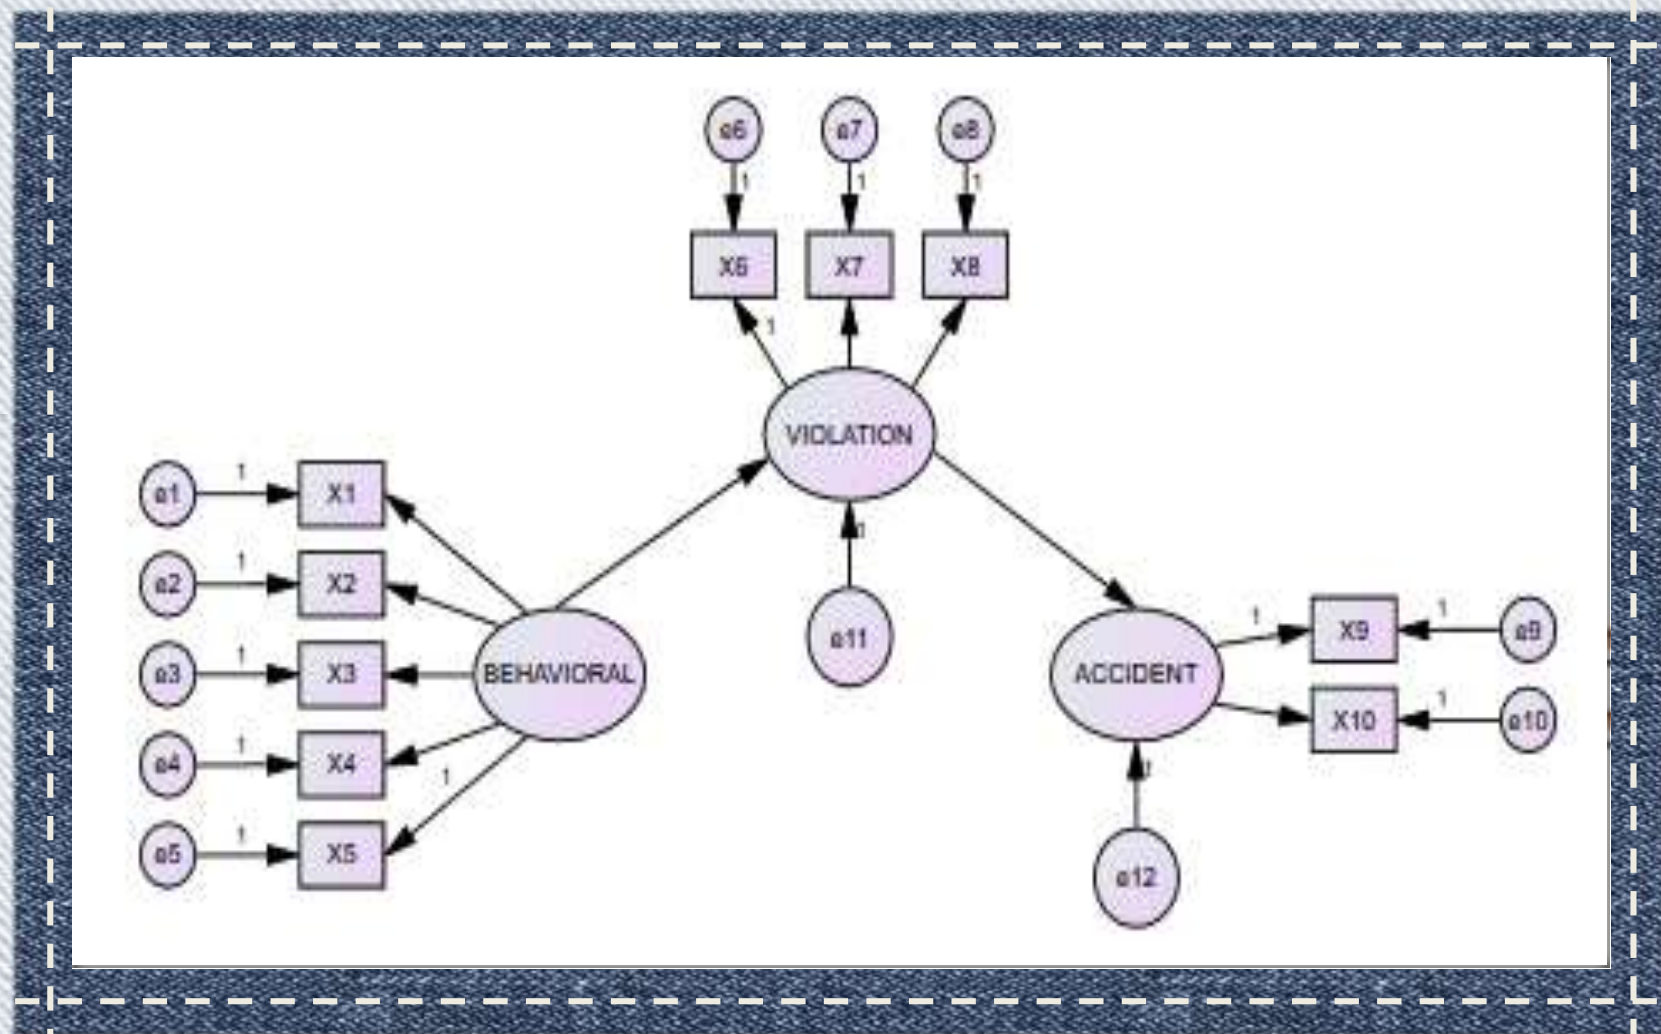 e6 e7 e8
1 1 1
X6 X7 X8
1
VIOLATION
1
e11
e1 1 X1
e2 1 X2
e3 1 X3
e4 1 X4
e5 1 X5
1
BEHAVIORAL
ACCIDENT
1 X9 1 e9
X10 1 e10
1
e12